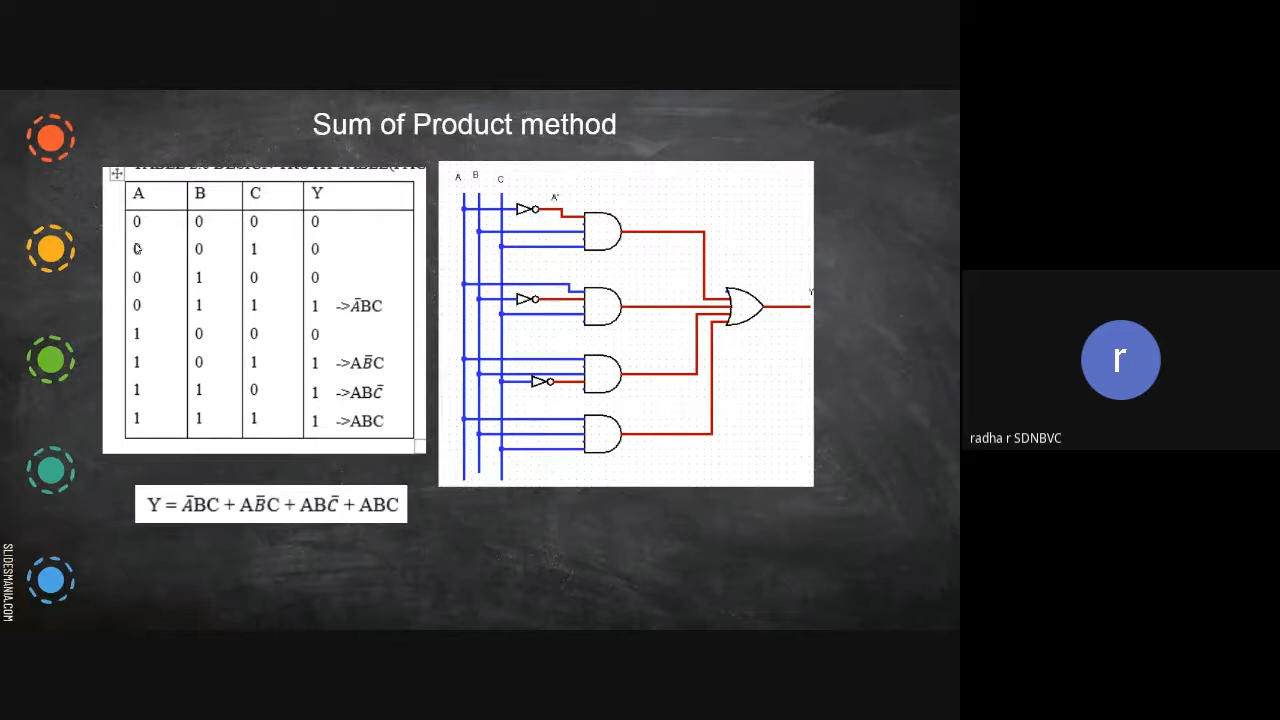 Sum of Product method
A B C Y
0 0 0 0
0 0 1 0
0 1 0 0
0 1 1 1 ->A̅BC
1 0 0 0
1 0 1 1 ->AB̅C
1 1 0 1 ->ABC̅
1 1 1 1 ->ABC
Y = A̅BC + AB̅C + ABC̅ + ABC
A B C
A'
Y
r
radha r SDNBVC
SLIDESMANIA.COM